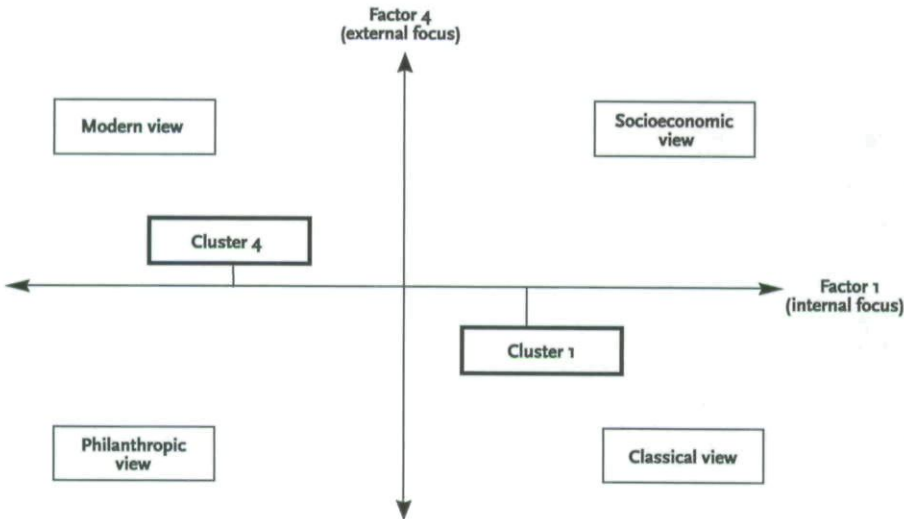 Factor 4
(external focus)
Modern view
Socioeconomic
view
Cluster 4
Factor 1
(internal focus)
Cluster 1
Philanthropic
view
Classical view